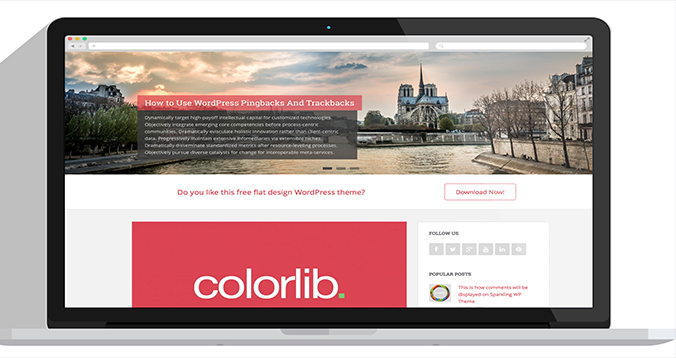 How to Use WordPress Pingbacks And Trackbacks
Dynamically target high-payoff intellectual capital for customized technologies.
Objectively integrate emerging core competencies before process-centric
communities. Dramatically evisculate holistic innovation rather than client-centric
data. Progressively maintain extensive infomediaries via extensible niches.
Dramatically disseminate standardized metrics after resource-leveling processes.
Objectively pursue diverse catalysts for change for interoperable meta-services.
Do you like this free flat design WordPress theme?
Download Now!
colorlib.
FOLLOW US
POPULAR POSTS
This is how comments will be
displayed on Sparkling WP
Theme